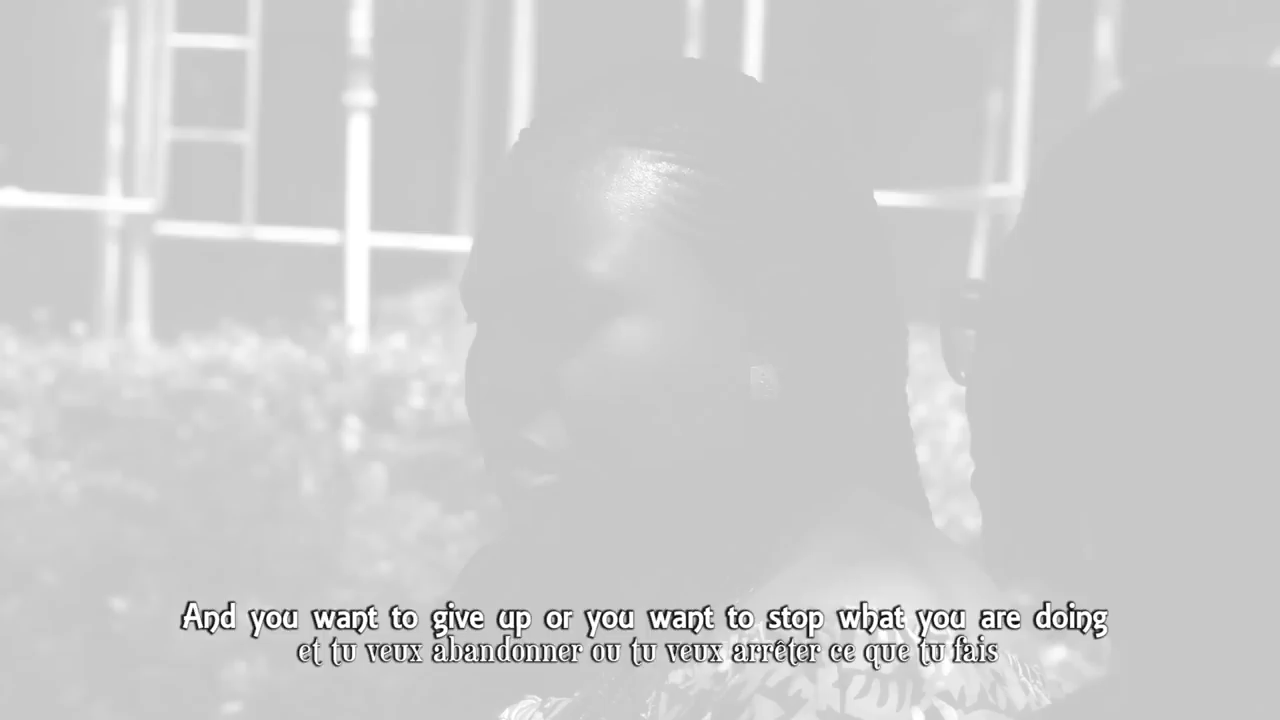 And you want to give up or you want to stop what you are doing
et tu veux abandonner ou tu veux arrêter ce que tu fais